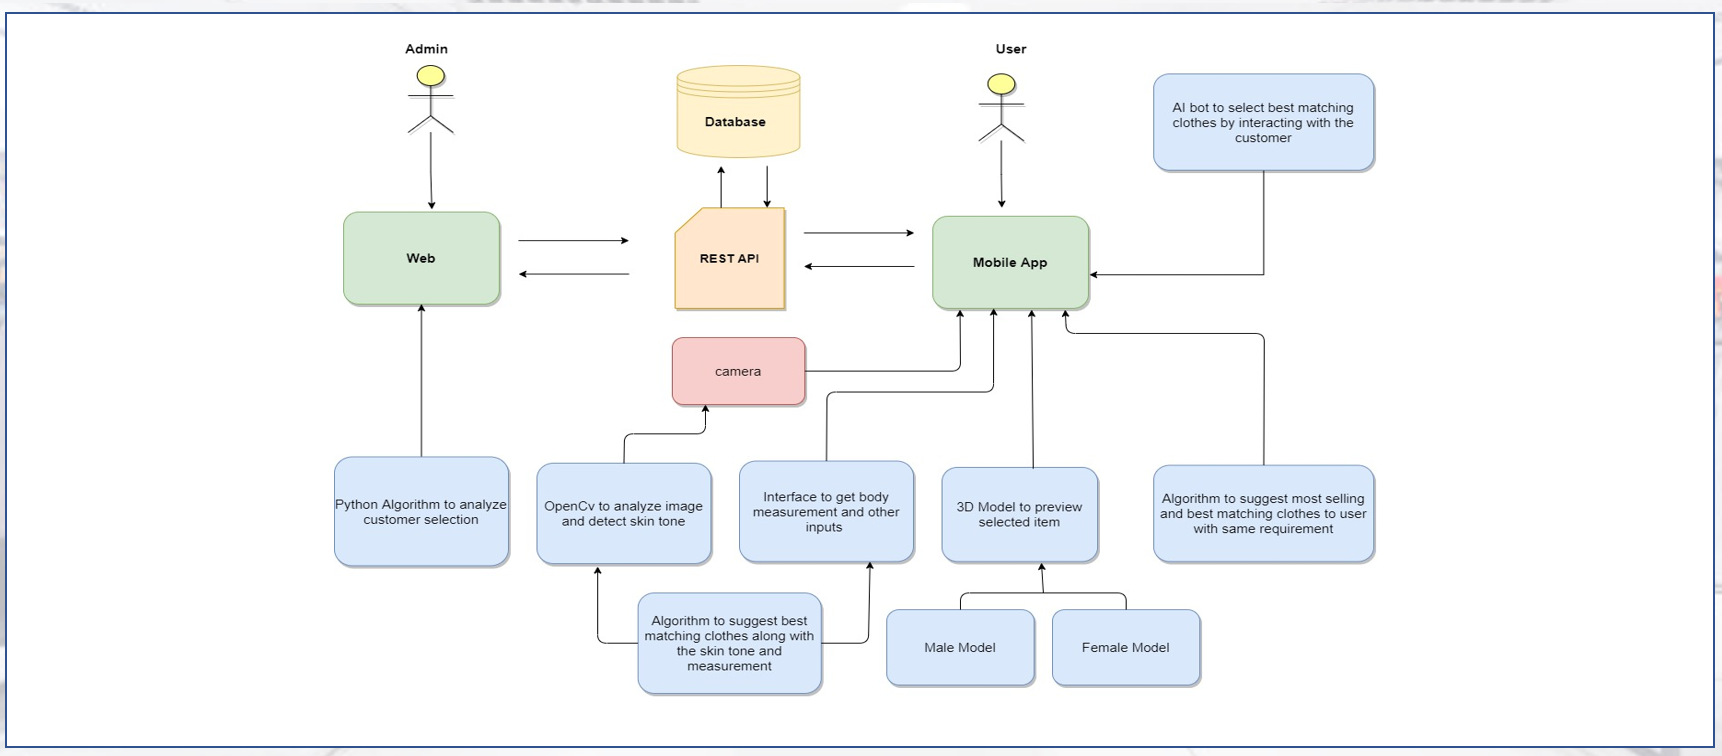 Admin
User
Database
AI bot to select best matching
clothes by interacting with the
customer
Web
REST API
Mobile App
camera
Python Algorithm to analyze
customer selection
OpenCv to analyze image
and detect skin tone
Interface to get body
measurement and other
inputs
3D Model to preview
selected item
Algorithm to suggest most selling
and best matching clothes to user
with same requirement
Algorithm to suggest best
matching clothes along with
the skin tone and
measurement
Male Model
Female Model